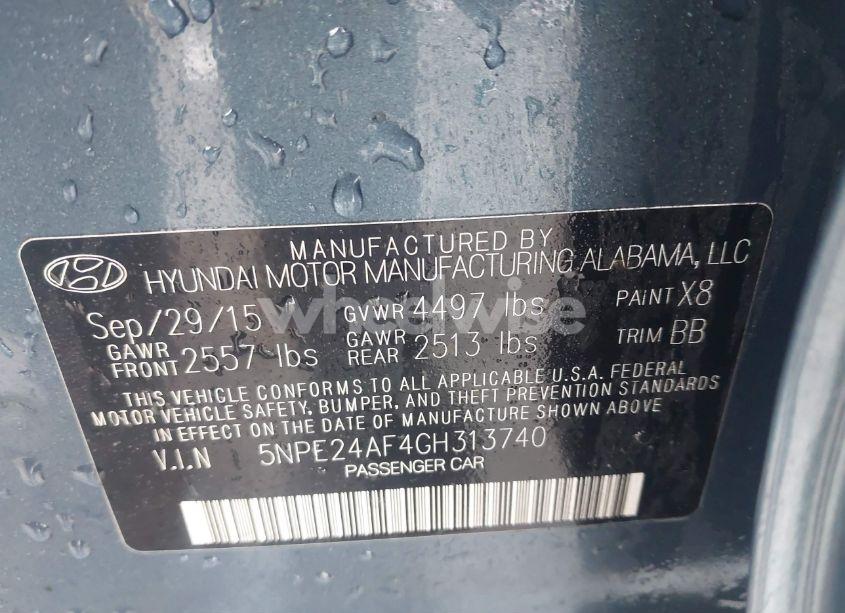 MANUFACTURED BY
HYUNDAI MOTOR MANUFACTURING ALABAMA, LLC
Sep/29/15 GVWR 4497 lbs PAINT X8
GAWR FRONT 2557 lbs GAWR REAR 2513 lbs TRIM BB
THIS VEHICLE CONFORMS TO ALL APPLICABLE U.S.A. FEDERAL
MOTOR VEHICLE SAFETY, BUMPER, AND THEFT PREVENTION STANDARDS
IN EFFECT ON THE DATE OF MANUFACTURE SHOWN ABOVE
V.I.N 5NPE24AF4GH313740
PASSENGER CAR
wheelwise